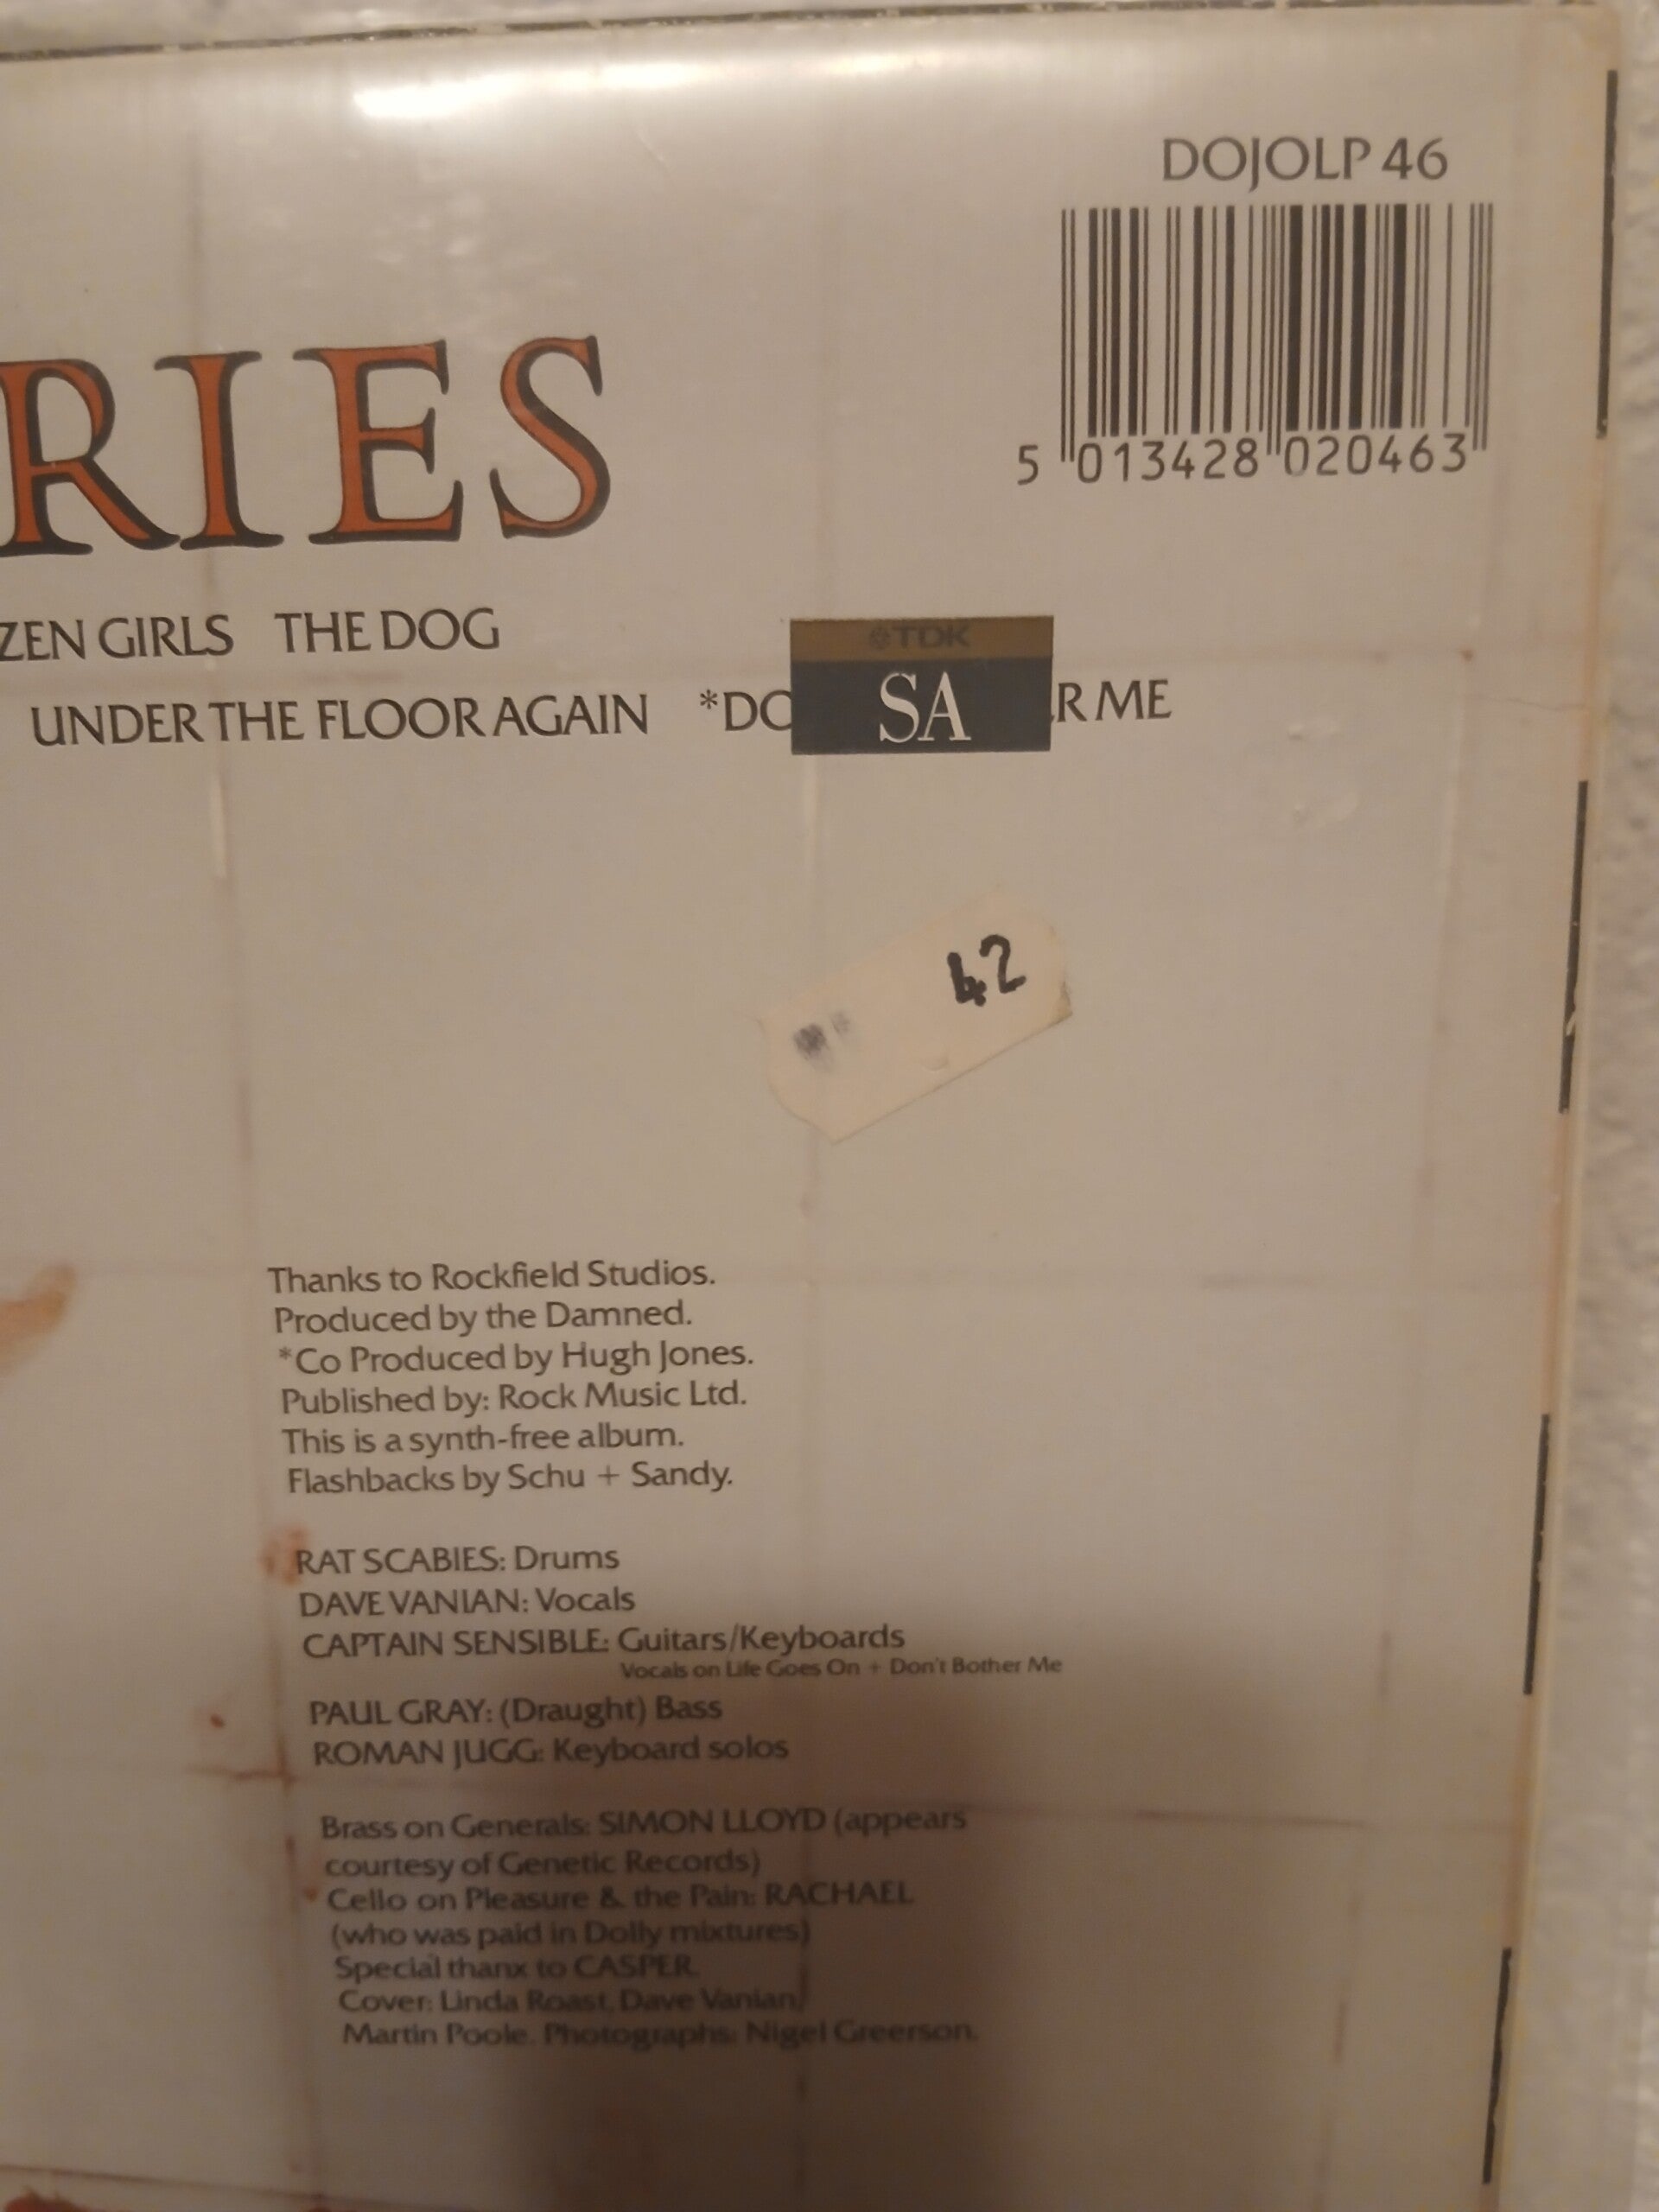 DOJOLP 46
5 013428 020463
RIES
ZEN GIRLS THE DOG
TDK
UNDER THE FLOOR AGAIN *DO SA R ME
42
Thanks to Rockfield Studios.
Produced by the Damned.
*Co Produced by Hugh Jones.
Published by: Rock Music Ltd.
This is a synth-free album.
Flashbacks by Schu + Sandy.
RAT SCABIES: Drums
DAVE VANIAN: Vocals
CAPTAIN SENSIBLE: Guitars/Keyboards
Vocals on Life Goes On + Don't Bother Me
PAUL GRAY: (Draught) Bass
ROMAN JUGG: Keyboard solos
Brass on Generals: SIMON LLOYD (appears
courtesy of Genetic Records)
Cello on Pleasure & the Pain: RACHAEL
(who was paid in Dolly mixtures)
Special thanx to CASPER.
Cover: Linda Roast, Dave Vanian,
Martin Poole. Photographs: Nigel Greerson.